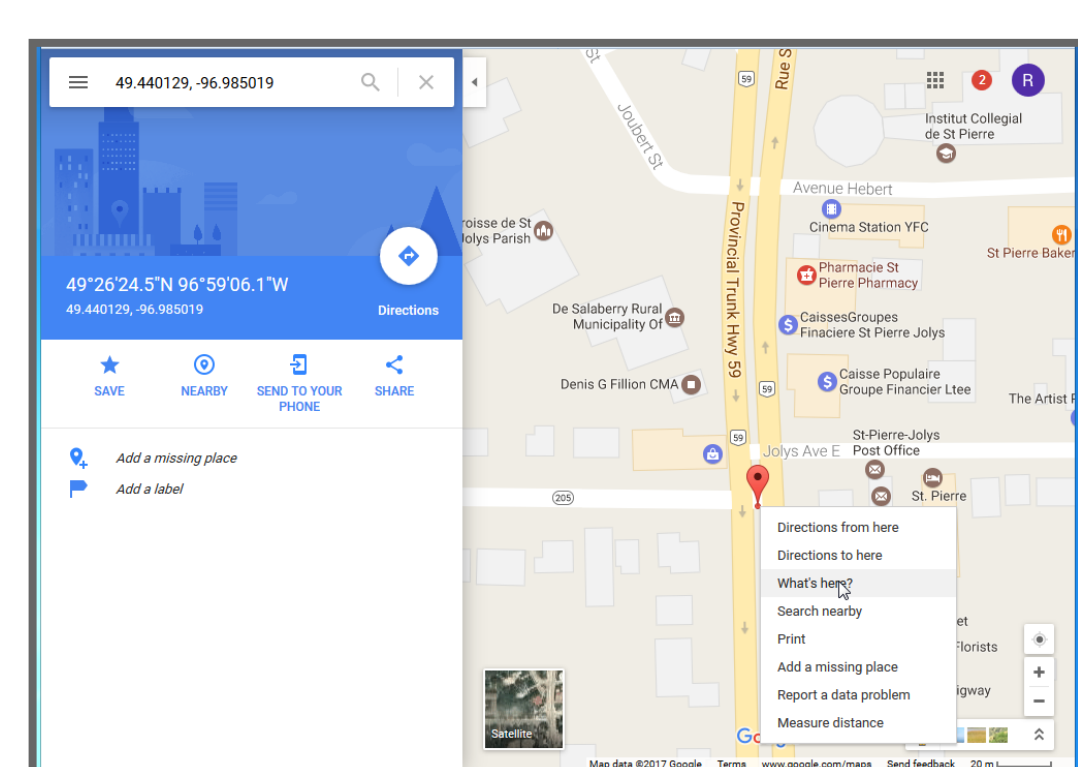 49.440129, -96.985019
49°26'24.5"N 96°59'06.1"W
49.440129, -96.985019
Directions
SAVE
NEARBY
SEND TO YOUR
PHONE
SHARE
Add a missing place
Add a label
St
Joubert St
59
Rue S
2
R
Institut Collegial
de St Pierre
Avenue Hebert
Cinema Station YFC
roisse de St
Jolys Parish
Provincial Trunk Hwy 59
St Pierre Baker
Pharmacie St
Pierre Pharmacy
De Salaberry Rural
Municipality Of
CaissesGroupes
Finaciere St Pierre Jolys
Denis G Fillion CMA
59
Caisse Populaire
Groupe Financier Ltee
The Artist
59
Jolys Ave E
St-Pierre-Jolys
Post Office
205
St. Pierre
Directions from here
Directions to here
What's here?
Search nearby
Print
Add a missing place
Report a data problem
Measure distance
et
Florists
igway
Satellite
Go
Map data ©2017 Google
Terms
www.google.com/maps
Send feedback
20 m